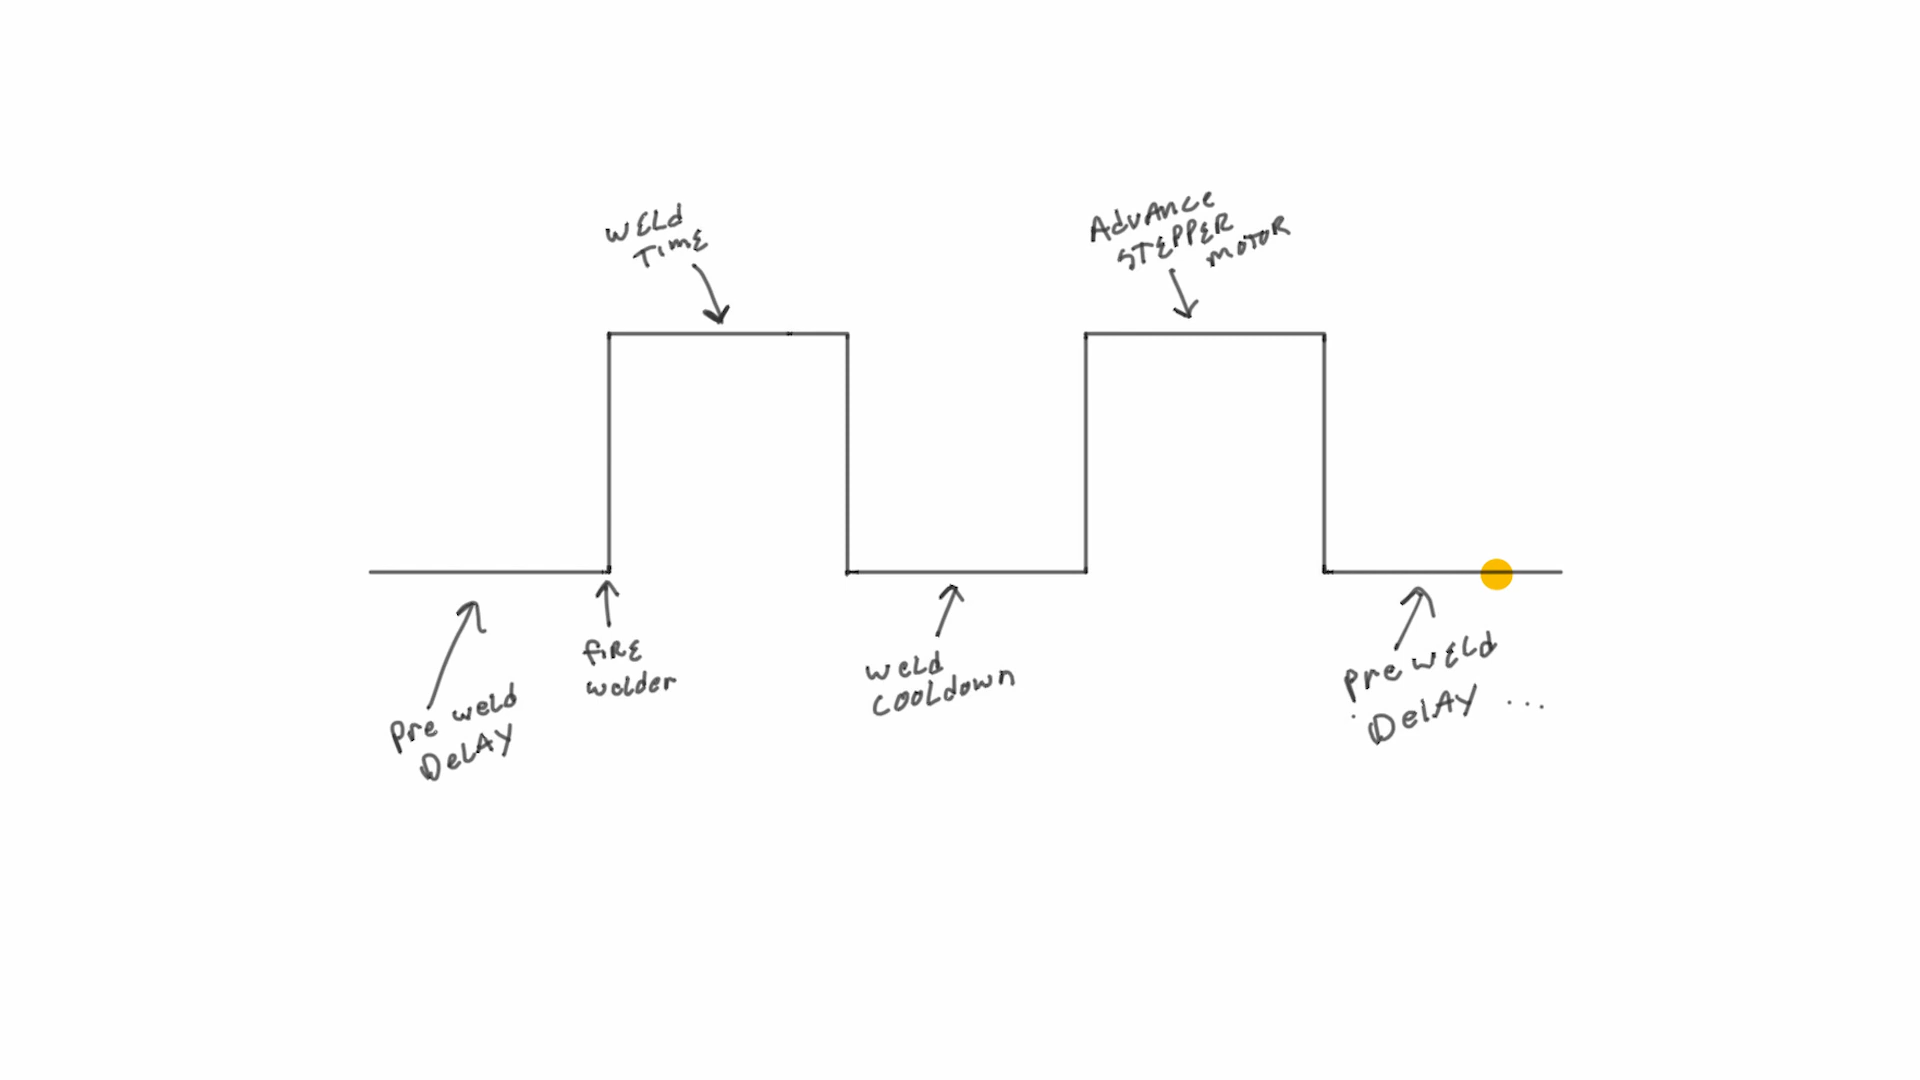 WELd
TimE
AdvAnce
STEPPER
motoR
fiRE
welder
Pre weld
DelAY
weld
COOLdown
Pre wELd
DelAY ...